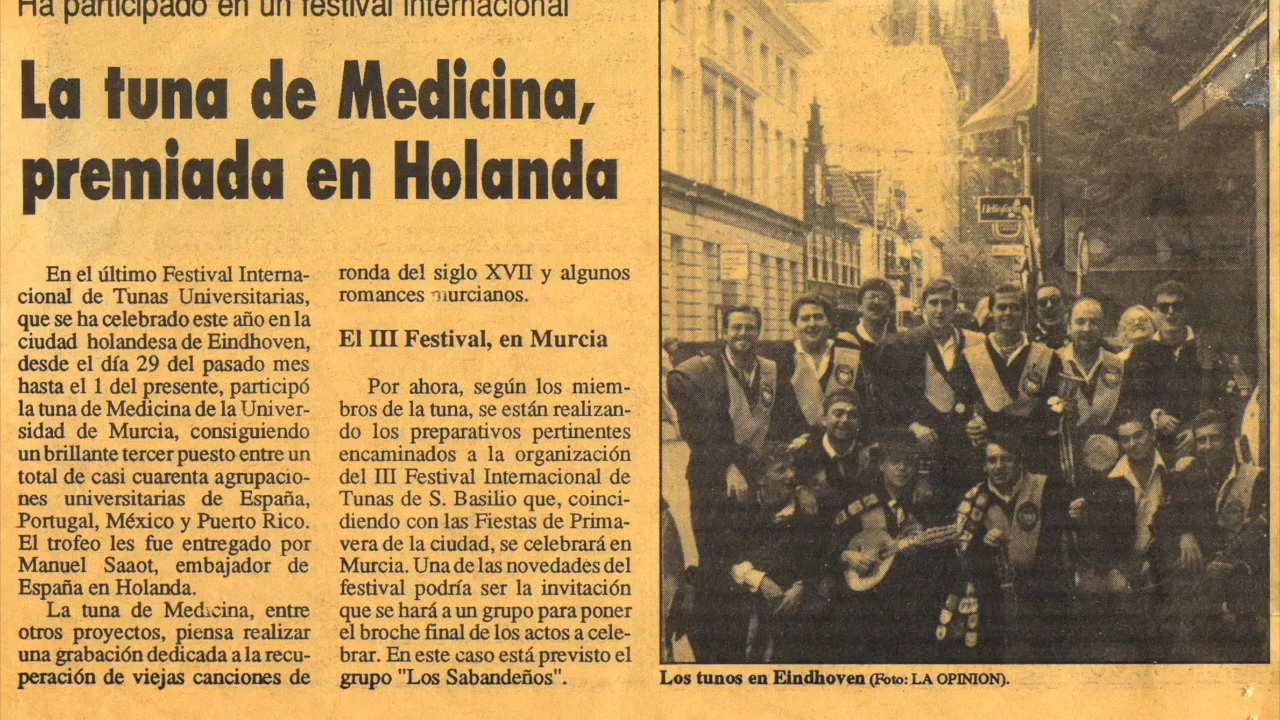 Ha participado en un festival internacional
La tuna de Medicina,
premiada en Holanda
En el último Festival Interna-
cional de Tunas Universitarias,
que se ha celebrado este año en la
ciudad holandesa de Eindhoven,
desde el día 29 del pasado mes
hasta el 1 del presente, participó
la tuna de Medicina de la Univer-
sidad de Murcia, consiguiendo
un brillante tercer puesto entre un
total de casi cuarenta agrupacio-
nes universitarias de España,
Portugal, México y Puerto Rico.
El trofeo les fue entregado por
Manuel Saaot, embajador de
España en Holanda.
La tuna de Medicina, entre
otros proyectos, piensa realizar
una grabación dedicada a la recu-
peración de viejas canciones de
ronda del siglo XVII y algunos
romances murcianos.
El III Festival, en Murcia
Por ahora, según los miem-
bros de la tuna, se están realizan-
do los preparativos pertinentes
encaminados a la organización
del III Festival Internacional de
Tunas de S. Basilio que, coinci-
diendo con las Fiestas de Prima-
vera de la ciudad, se celebrará en
Murcia. Una de las novedades del
festival podría ser la invitación
que se hará a un grupo para poner
el broche final de los actos a cele-
brar. En este caso está previsto el
grupo "Los Sabandeños".
Los tunos en Eindhoven (Foto: LA OPINION).